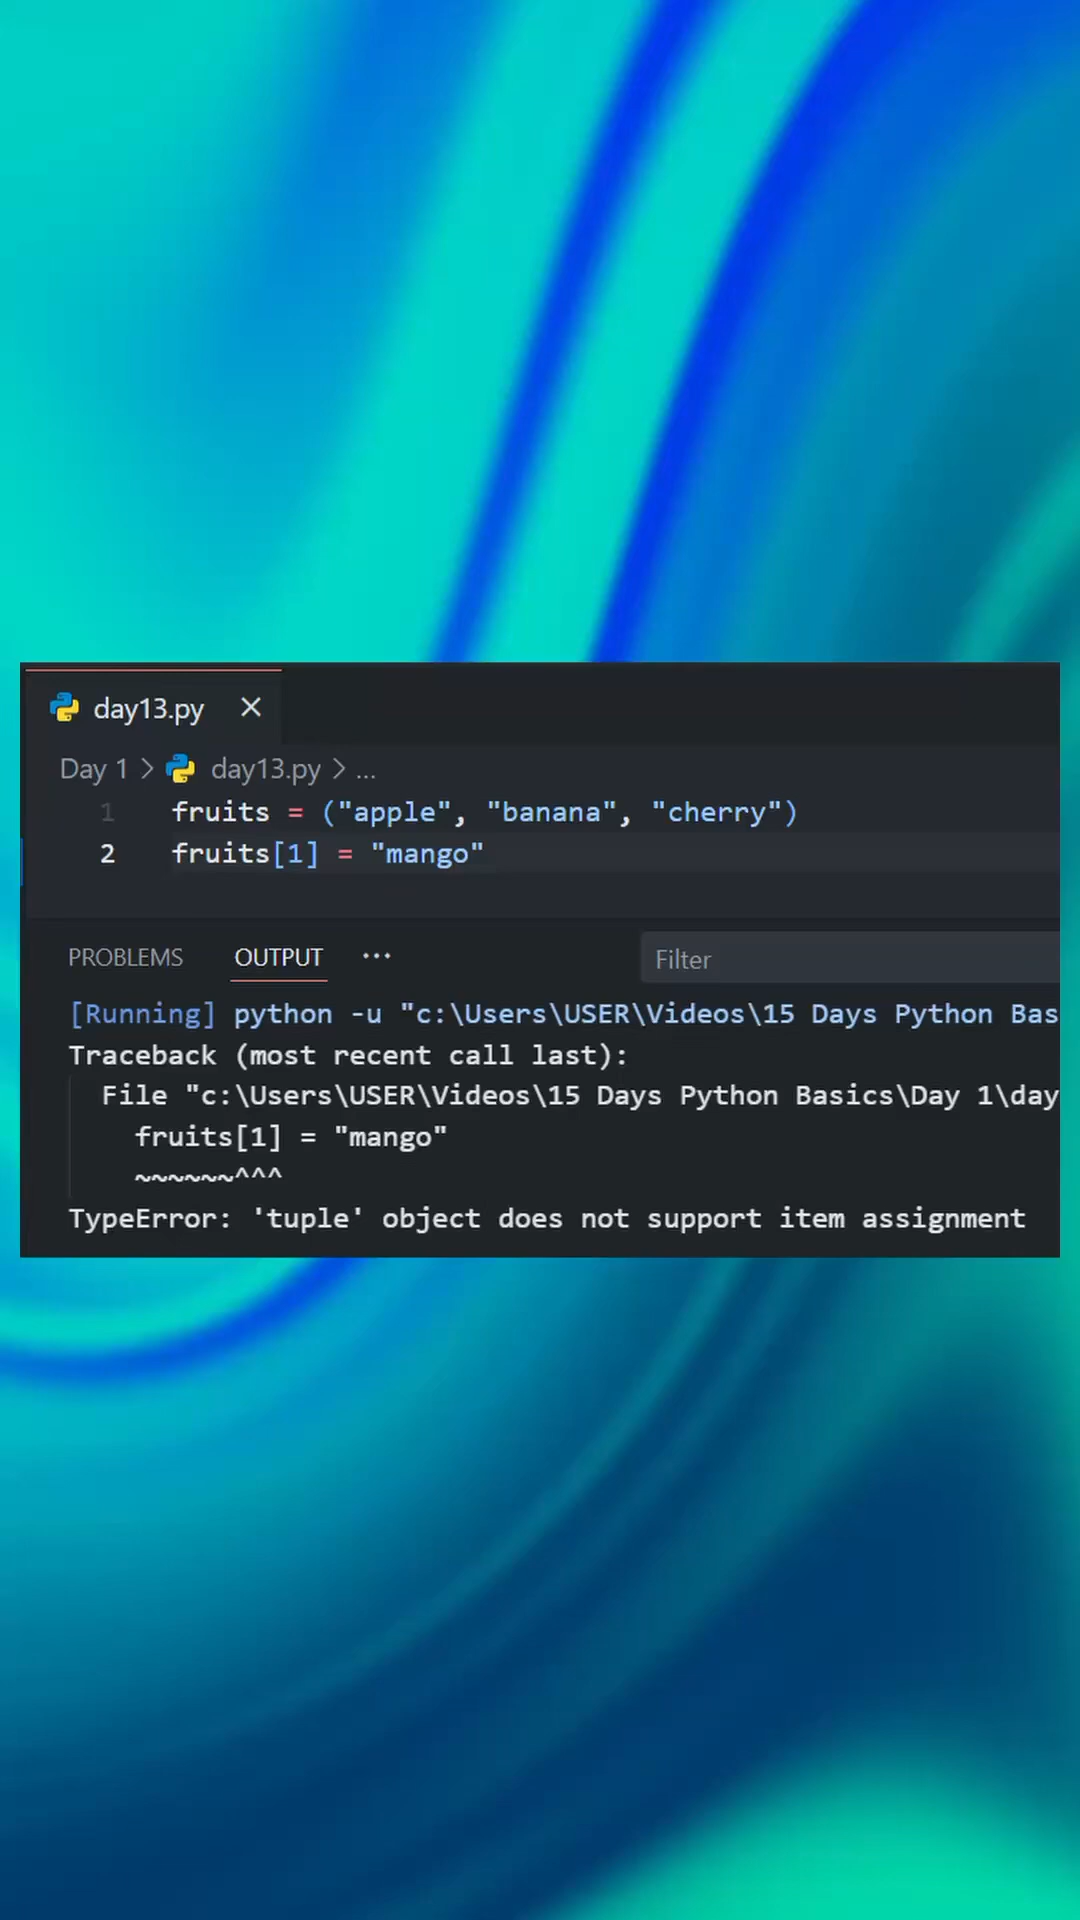 day13.py ×
Day 1 > day13.py > ...
1 fruits = ("apple", "banana", "cherry")
2 fruits[1] = "mango"
PROBLEMS OUTPUT ··· Filter
[Running] python -u "c:\Users\USER\Videos\15 Days Python Bas
Traceback (most recent call last):
File "c:\Users\USER\Videos\15 Days Python Basics\Day 1\day
fruits[1] = "mango"
~~~~~~^^^
TypeError: 'tuple' object does not support item assignment